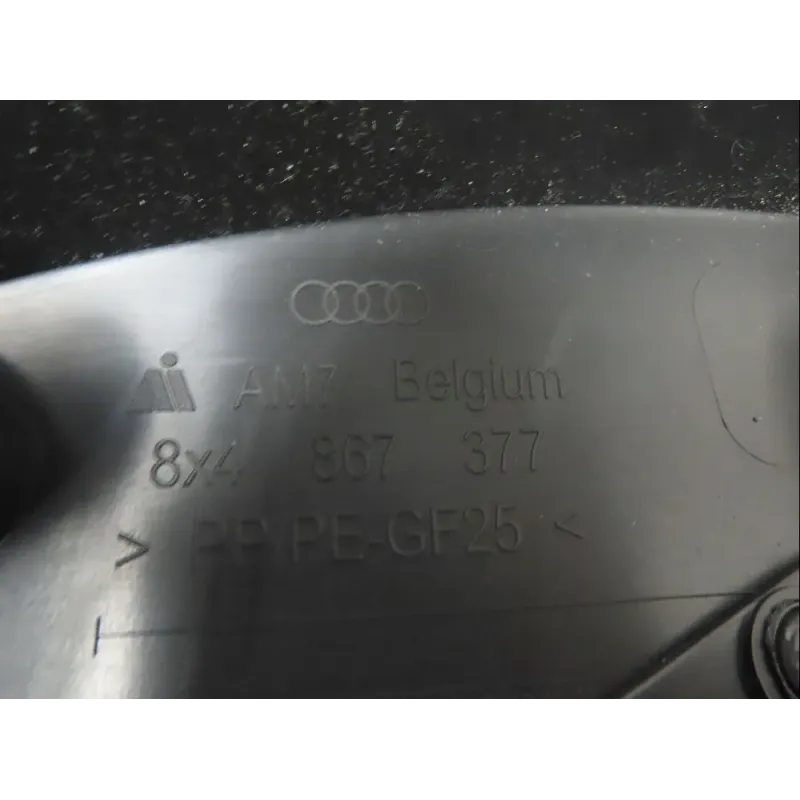 AM7 Belgium
8x4 867 377
> PP PE-GF25 <